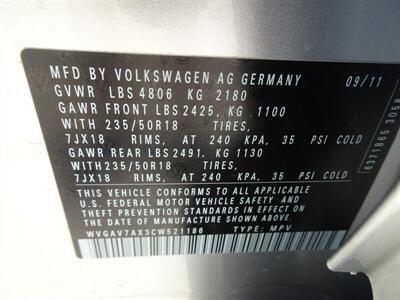 MFD BY VOLKSWAGEN AG GERMANY 09/11
GVWR LBS 4806 KG 2180
GAWR FRONT LBS 2425, KG 1100
WITH 235/50R18 TIRES,
7JX18 RIMS, AT 240 KPA, 35 PSI COLD
GAWR REAR LBS 2491, KG 1130
WITH 235/50R18 TIRES,
7JX18 RIMS, AT 240 KPA, 35 PSI COLD
THIS VEHICLE CONFORMS TO ALL APPLICABLE
U.S. FEDERAL MOTOR VEHICLE SAFETY AND
THEFT PREVENTION STANDARDS IN EFFECT ON
THE DATE OF MANUFACTURE SHOWN ABOVE.
WVGAV7AX3CW521186 TYPE: MPV
6371865 3058